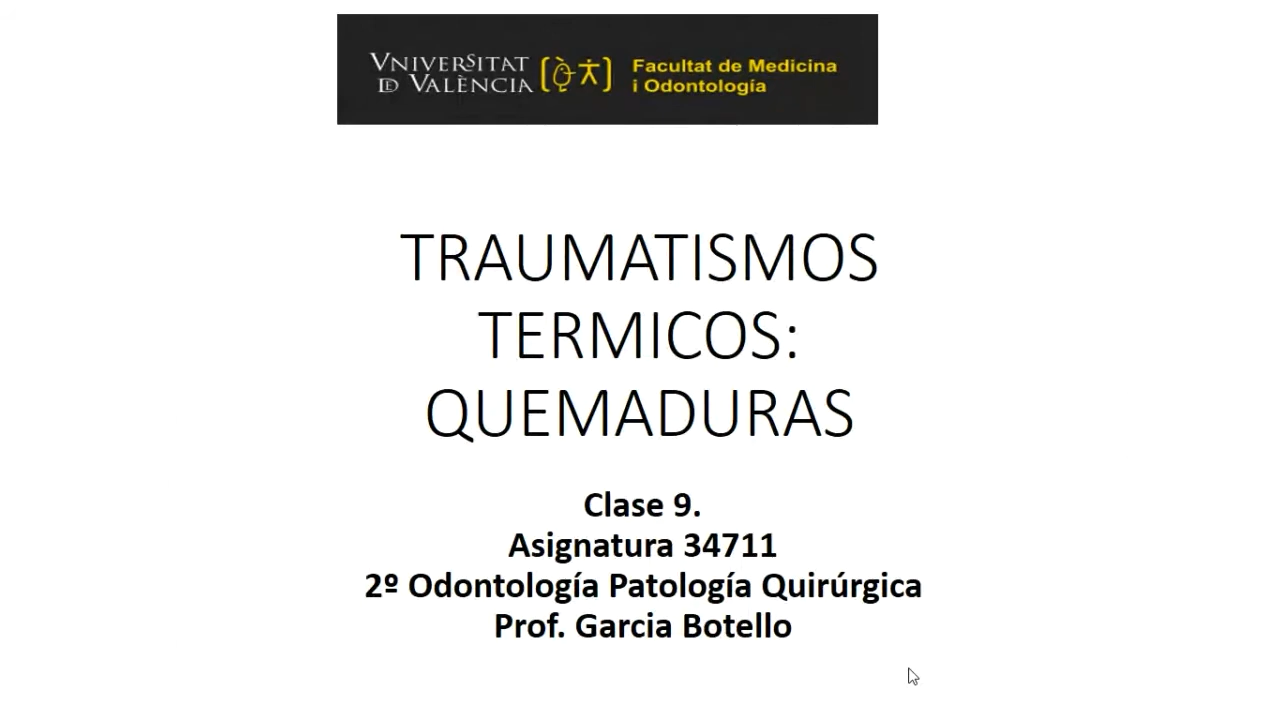 VNIVERSITAT
DE VALÈNCIA
Facultat de Medicina
i Odontología
TRAUMATISMOS
TERMICOS:
QUEMADURAS
Clase 9.
Asignatura 34711
2º Odontología Patología Quirúrgica
Prof. Garcia Botello